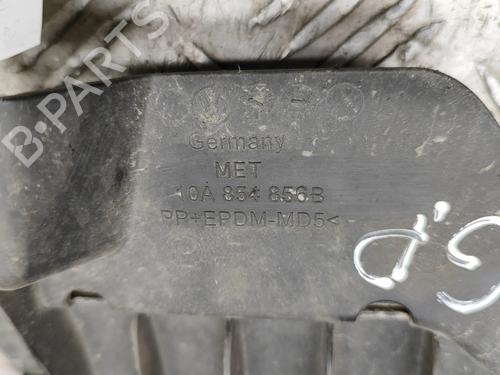 B-PARTS
Germany
MET
10A 854 856B
PP+EPDM-MD5<